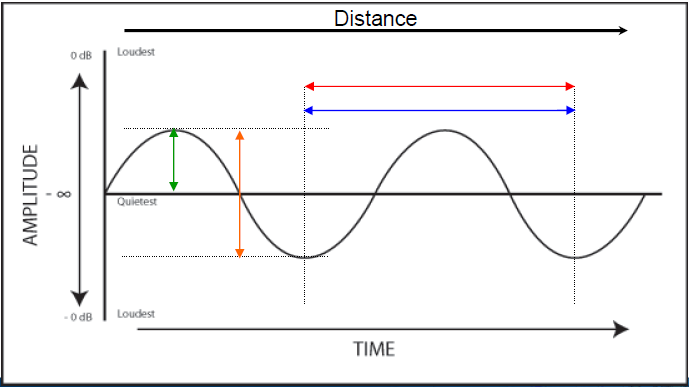 Distance
0 dB
Loudest
AMPLITUDE
- ∞
Quietest
- 0 dB
Loudest
TIME